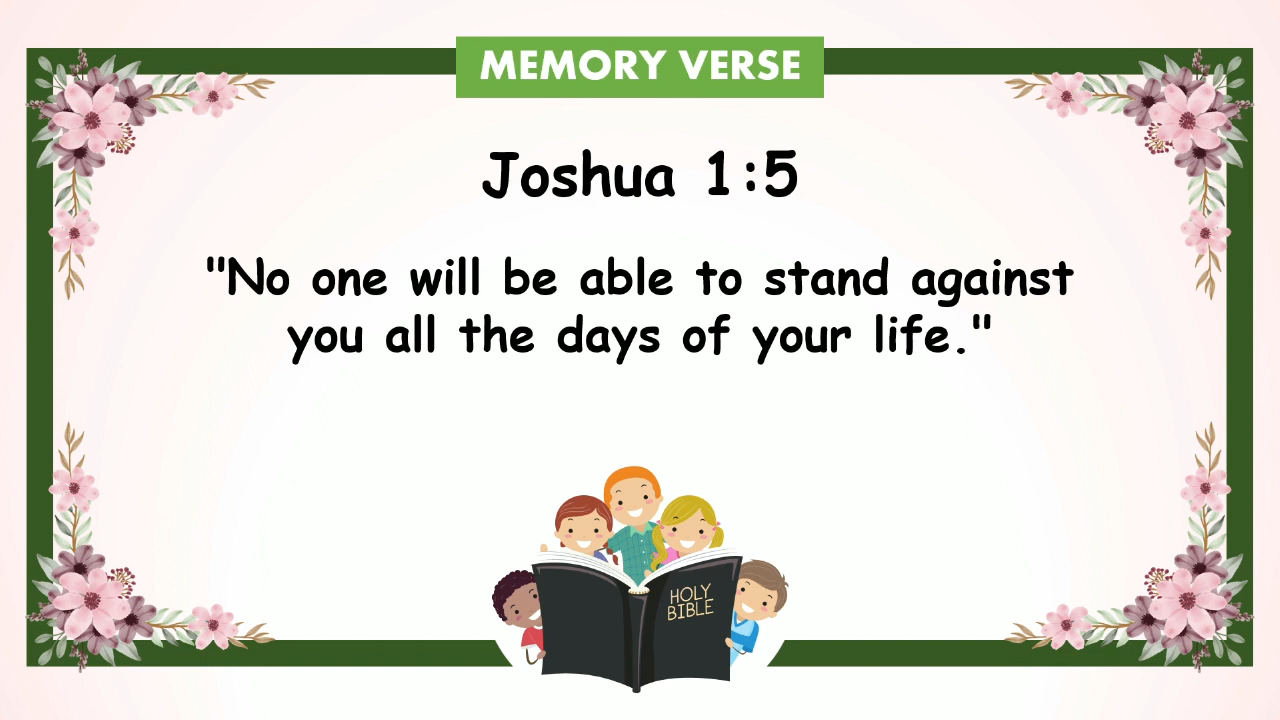 MEMORY VERSE
Joshua 1:5
"No one will be able to stand against
you all the days of your life."
HOLY
BIBLE